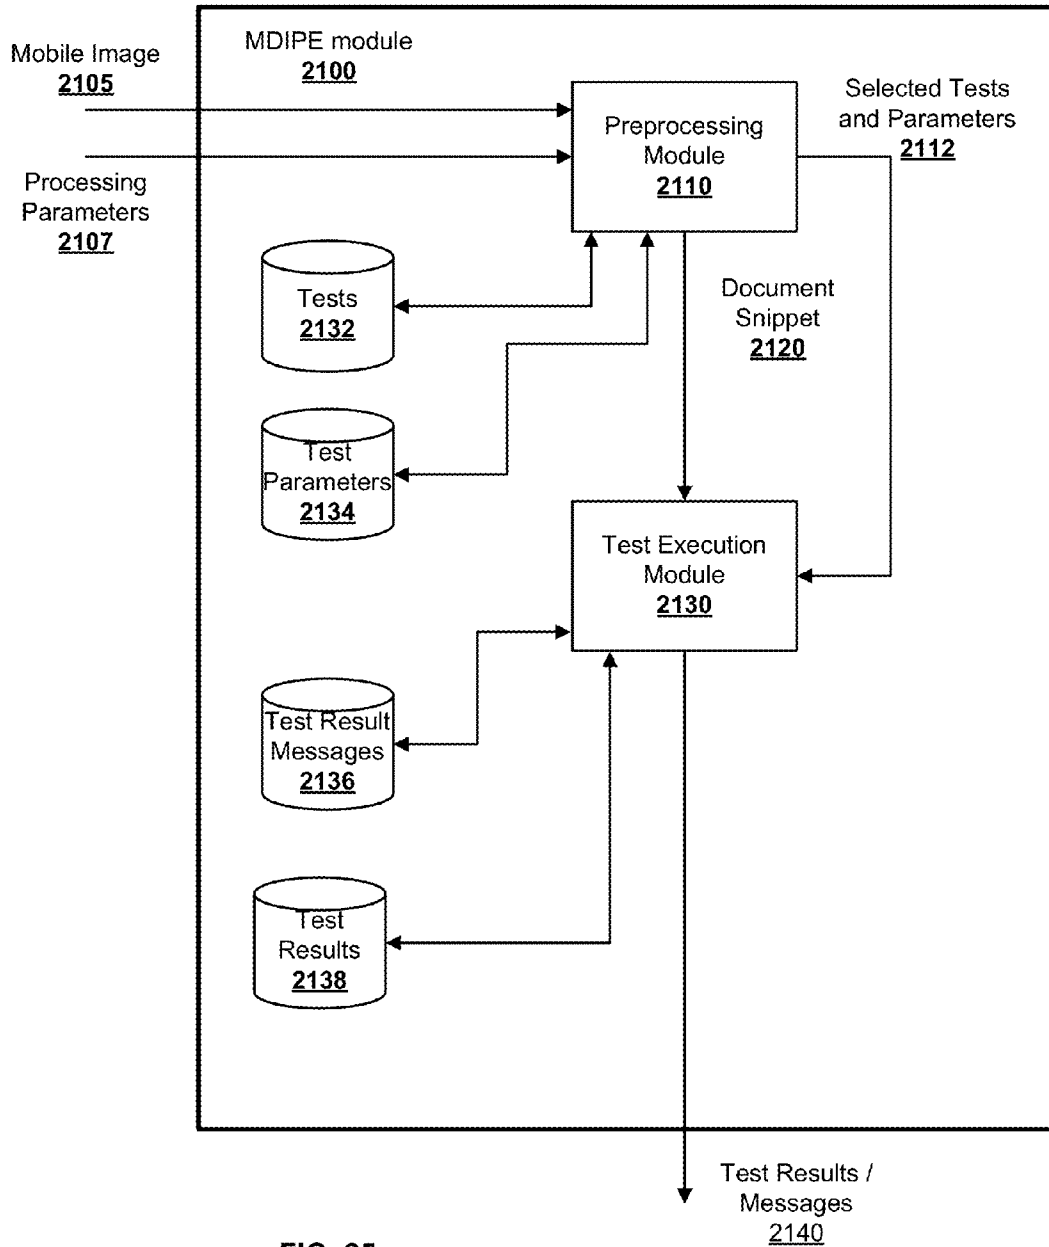 MDIPE module
2100
Mobile Image
2105
Processing
Parameters
2107
Preprocessing
Module
2110
Selected Tests
and Parameters
2112
Tests
2132
Document
Snippet
2120
Test
Parameters
2134
Test Execution
Module
2130
Test Result
Messages
2136
Test
Results
2138
Test Results /
Messages
2140